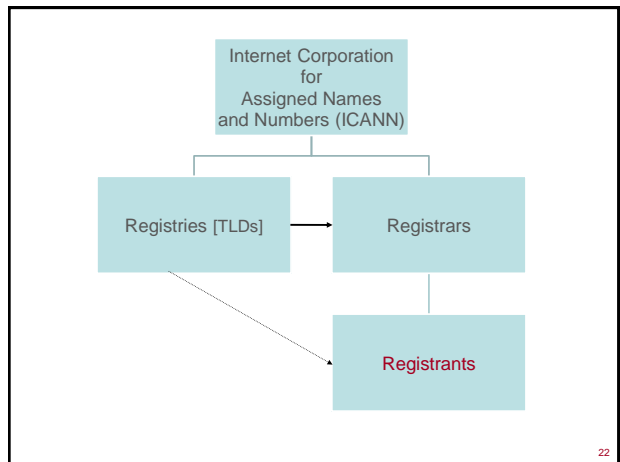 Internet Corporation
for
Assigned Names
and Numbers (ICANN)
Registries [TLDs]
Registrars
Registrants
22